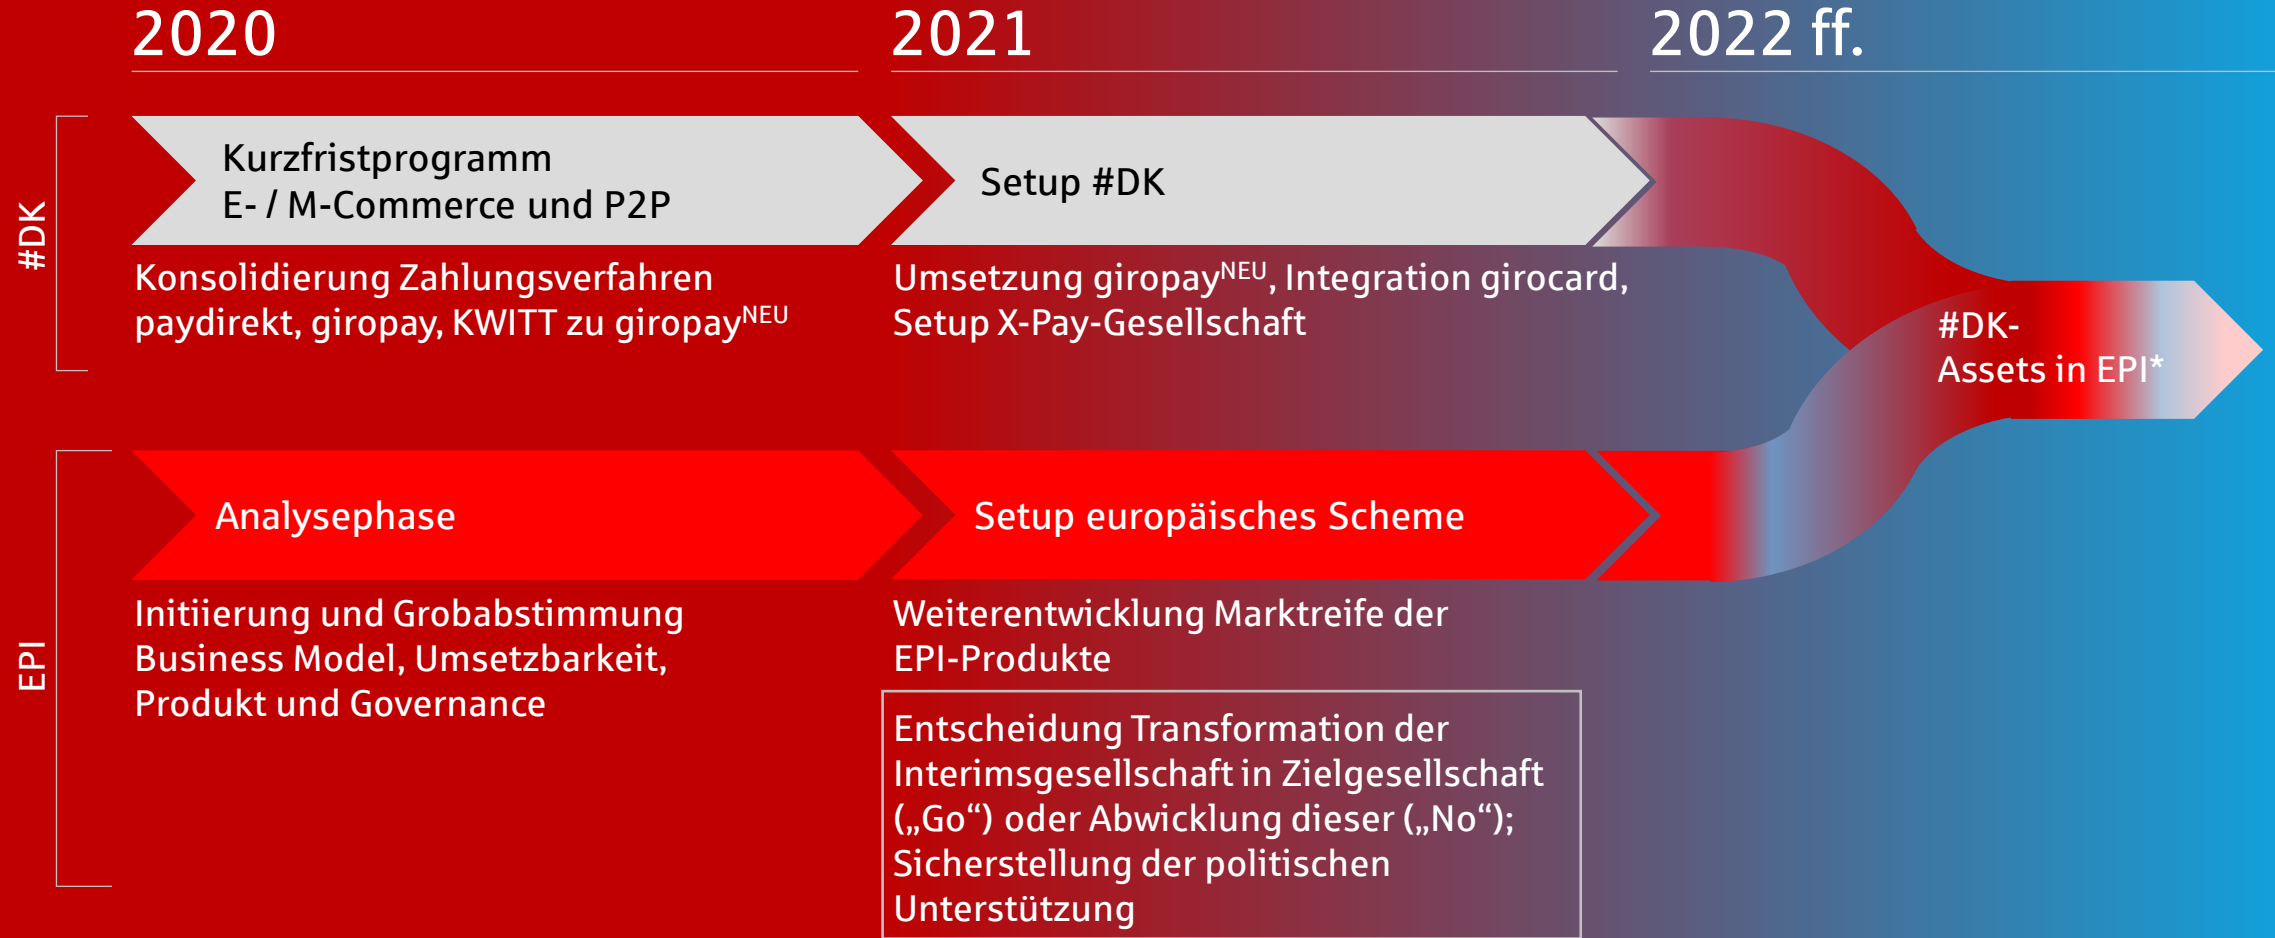 2020
2021
2022 ff.
#DK
Kurzfristprogramm
E- / M-Commerce und P2P
Setup #DK
Konsolidierung Zahlungsverfahren
paydirekt, giropay, KWITT zu giropayNEU
Umsetzung giropayNEU, Integration girocard,
Setup X-Pay-Gesellschaft
#DK-
Assets in EPI*
EPI
Analysephase
Setup europäisches Scheme
Initiierung und Grobabstimmung
Business Model, Umsetzbarkeit,
Produkt und Governance
Weiterentwicklung Marktreife der
EPI-Produkte
Entscheidung Transformation der
Interimsgesellschaft in Zielgesellschaft
(„Go“) oder Abwicklung dieser („No“);
Sicherstellung der politischen
Unterstützung